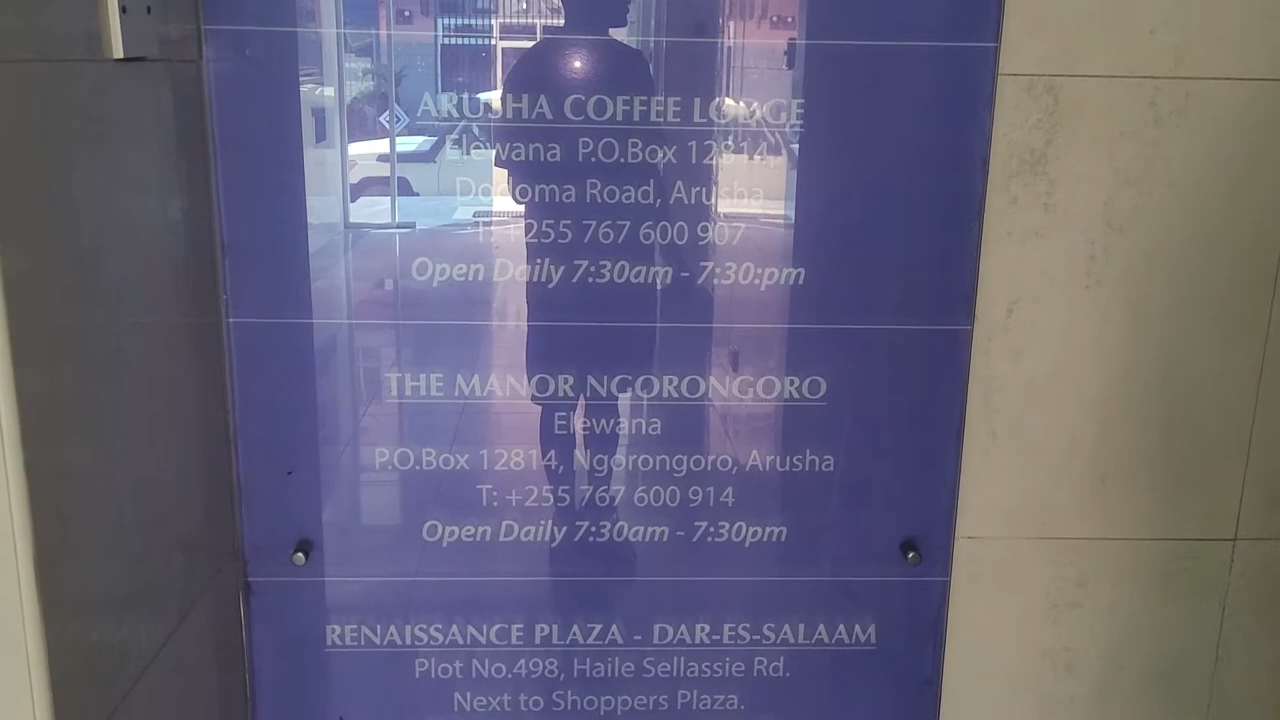 ARUSHA COFFEE LODGE
Elewana P.O.Box 12814
Dodoma Road, Arusha
T: +255 767 600 907
Open Daily 7:30am - 7:30:pm
THE MANOR NGORONGORO
Elewana
P.O.Box 12814, Ngorongoro, Arusha
T: +255 767 600 914
Open Daily 7:30am - 7:30pm
RENAISSANCE PLAZA - DAR-ES-SALAAM
Plot No.498, Haile Sellassie Rd.
Next to Shoppers Plaza.